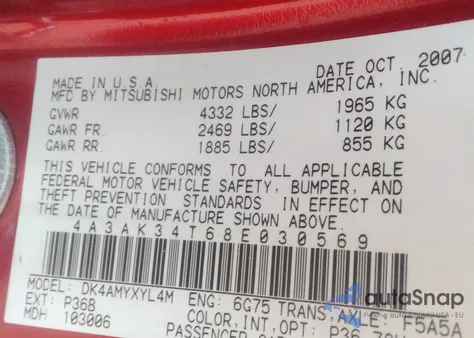 DATE OCT. 2007
MADE IN U.S.A.
MFD BY MITSUBISHI MOTORS NORTH AMERICA, INC.
GVWR 4332 LBS/ 1965 KG
GAWR FR. 2469 LBS/ 1120 KG
GAWR RR. 1885 LBS/ 855 KG
THIS VEHICLE CONFORMS TO ALL APPLICABLE
FEDERAL MOTOR VEHICLE SAFETY, BUMPER, AND
THEFT PREVENTION STANDARDS IN EFFECT ON
THE DATE OF MANUFACTURE SHOWN ABOVE.
4A3AK34T68E030569
MODEL: DK4AMYXYL4M ENG: 6G75 TRANS,AXLE: F5A5A
EXT: P36B COLOR,INT,OPT: P36
MDH 103006 PASSENGER
autoSnap